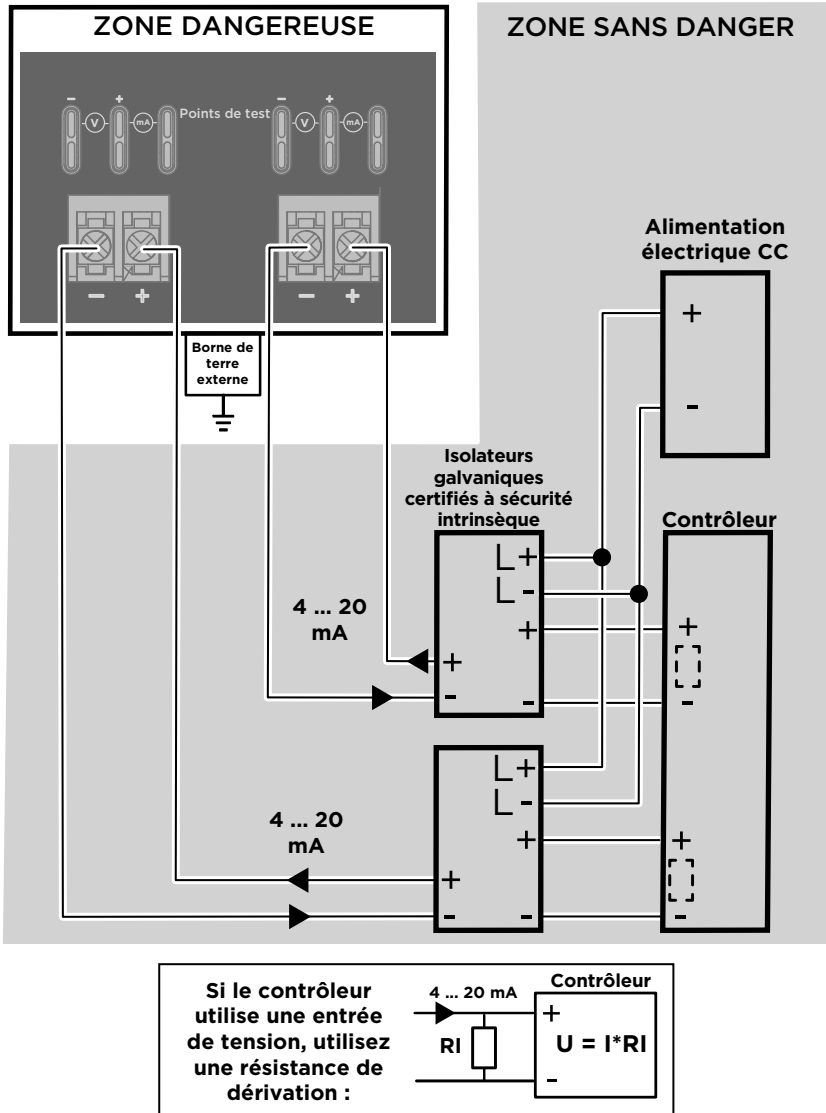 ZONE DANGEREUSE
ZONE SANS DANGER
- + - +
V mA Points de test V mA
- + - +
Borne de
terre
externe
Alimentation
électrique CC
+
-
Isolateurs
galvaniques
certifiés à sécurité
intrinsèque
Contrôleur
L +
L -
+ +
4 ... 20
mA
+
- - -
L +
L -
+ +
4 ... 20
mA
+
- - -
Si le contrôleur
utilise une entrée
de tension, utilisez
une résistance de
dérivation :
4 ... 20 mA
Contrôleur
+
RI
U = I*RI
-